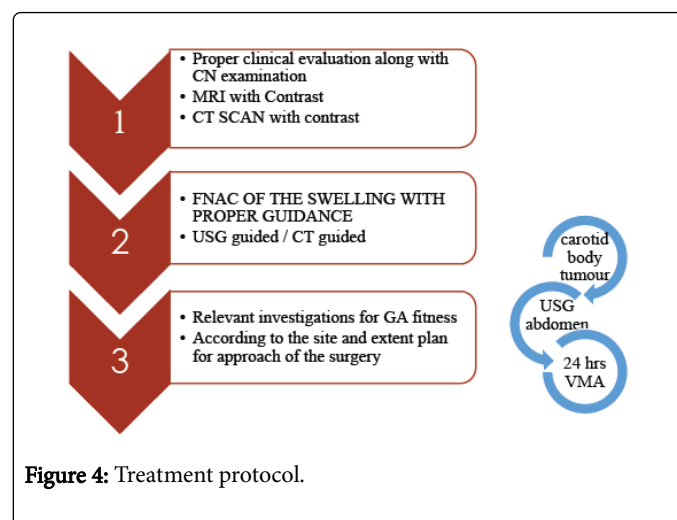 1
• Proper clinical evaluation along with
CN examination
• MRI with Contrast
• CT SCAN with contrast
2
• FNAC OF THE SWELLING WITH
PROPER GUIDANCE
• USG guided / CT guided
3
• Relevant investigations for GA fitness
• According to the site and extent plan
for approach of the surgery
carotid
body
tumour
USG
abdomen
24 hrs
VMA
Figure 4: Treatment protocol.